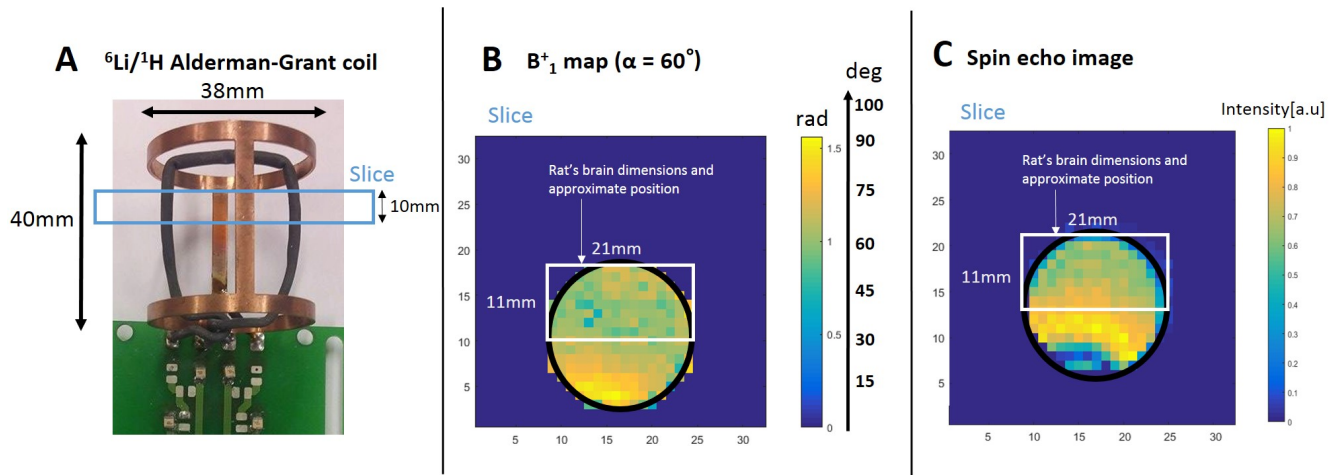 A ⁶Li/¹H Alderman-Grant coil
38mm
Slice
10mm
40mm
B B⁺₁ map (α = 60°)
Slice
deg
100
rad
90
75
60
45
30
15
1.5
1
0.5
0
Rat's brain dimensions and
approximate position
21mm
11mm
30
25
20
15
10
5
5 10 15 20 25 30
C Spin echo image
Slice
Intensity[a.u]
1
0.9
0.8
0.7
0.6
0.5
0.4
0.3
0.2
0.1
0
Rat's brain dimensions and
approximate position
21mm
11mm
30
25
20
15
10
5
5 10 15 20 25 30